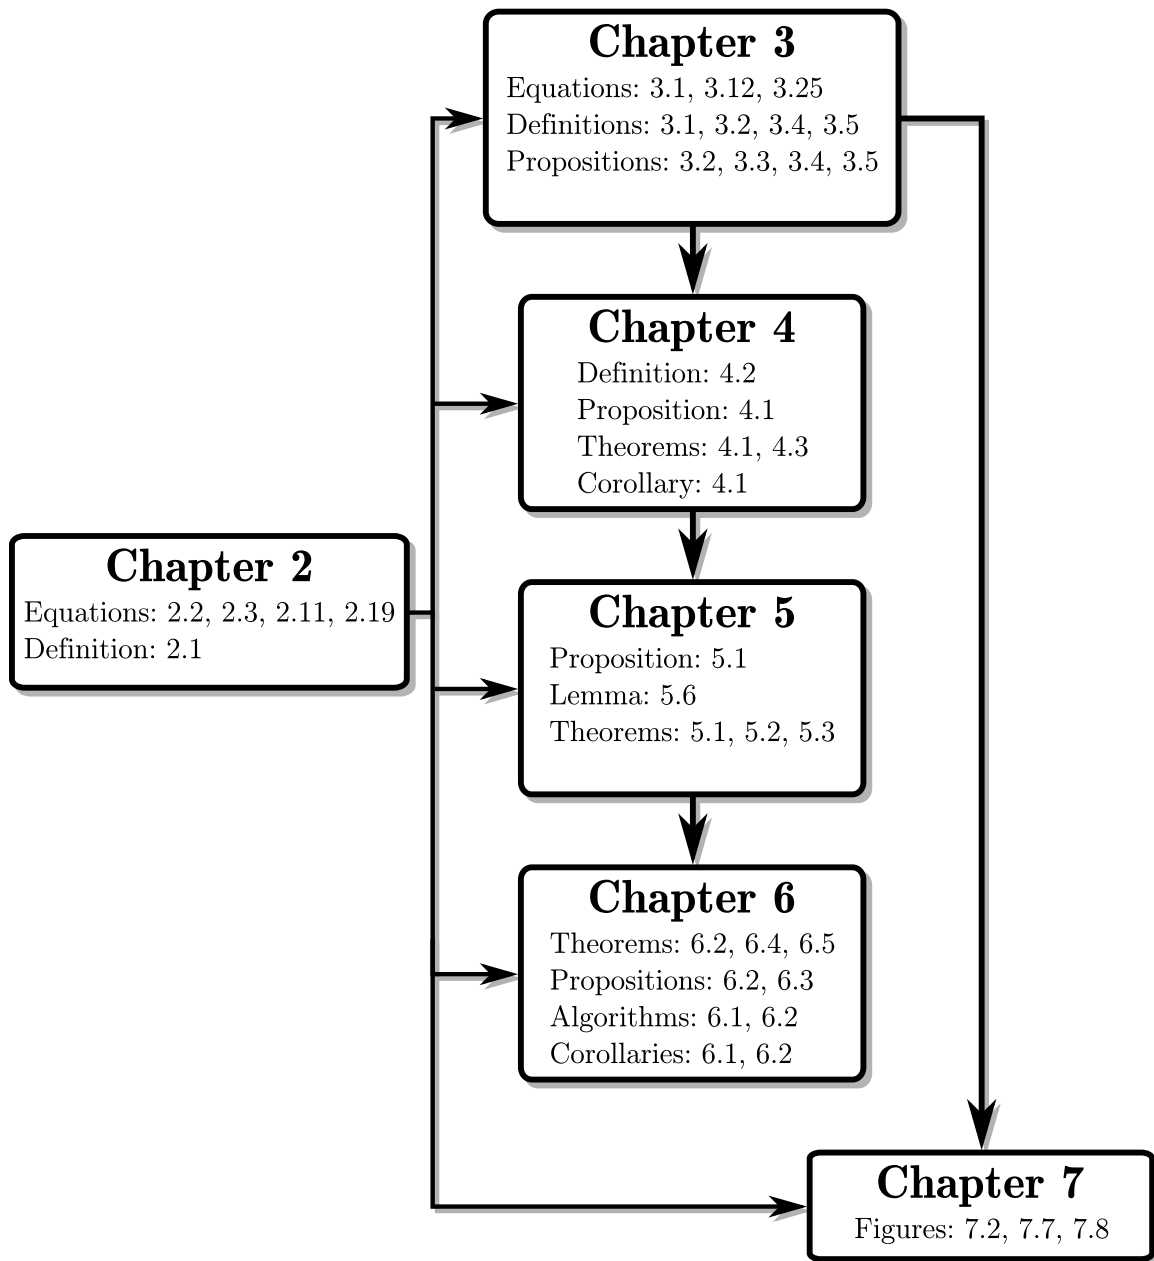 Chapter 3
Equations: 3.1, 3.12, 3.25
Definitions: 3.1, 3.2, 3.4, 3.5
Propositions: 3.2, 3.3, 3.4, 3.5
Chapter 4
Definition: 4.2
Proposition: 4.1
Theorems: 4.1, 4.3
Corollary: 4.1
Chapter 2
Equations: 2.2, 2.3, 2.11, 2.19
Definition: 2.1
Chapter 5
Proposition: 5.1
Lemma: 5.6
Theorems: 5.1, 5.2, 5.3
Chapter 6
Theorems: 6.2, 6.4, 6.5
Propositions: 6.2, 6.3
Algorithms: 6.1, 6.2
Corollaries: 6.1, 6.2
Chapter 7
Figures: 7.2, 7.7, 7.8